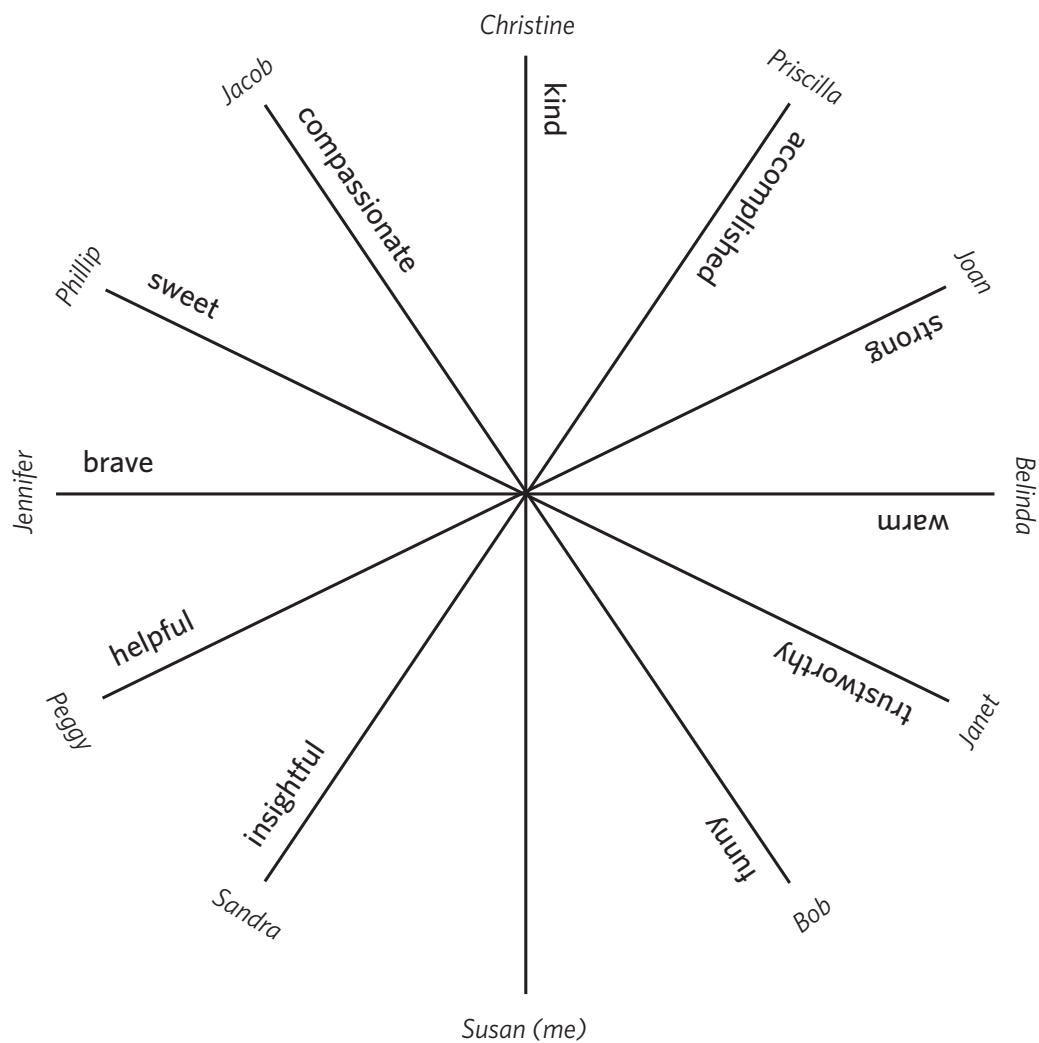 Christine
kind
Priscilla
accomplished
Joan
strong
Belinda
warm
Janet
trustworthy
Bob
funny
Susan (me)
Sandra
insightful
Peggy
helpful
Jennifer
brave
Phillip
sweet
Jacob
compassionate